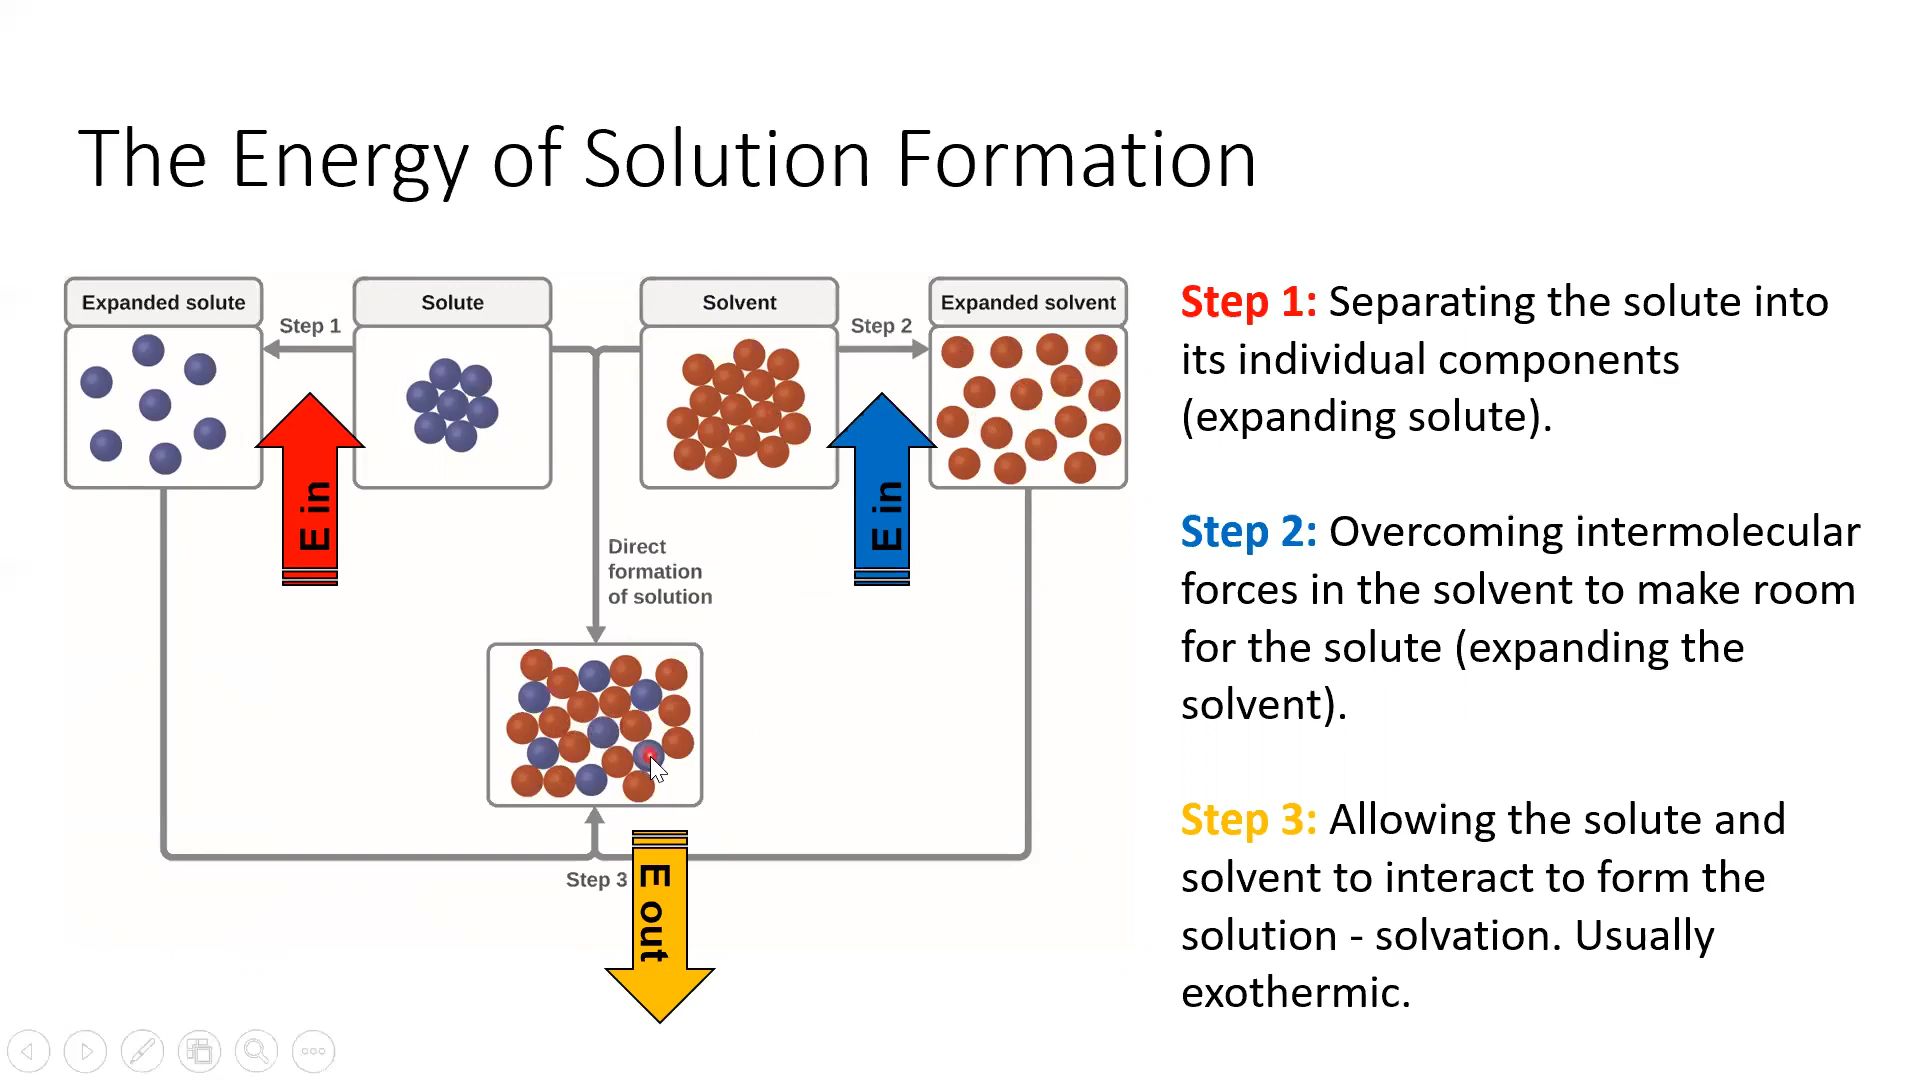 The Energy of Solution Formation
Expanded solute
Step 1
Solute
Solvent
Step 2
Expanded solvent
E in
E in
Direct
formation
of solution
Step 3
E out
Step 1: Separating the solute into
its individual components
(expanding solute).
Step 2: Overcoming intermolecular
forces in the solvent to make room
for the solute (expanding the
solvent).
Step 3: Allowing the solute and
solvent to interact to form the
solution - solvation. Usually
exothermic.